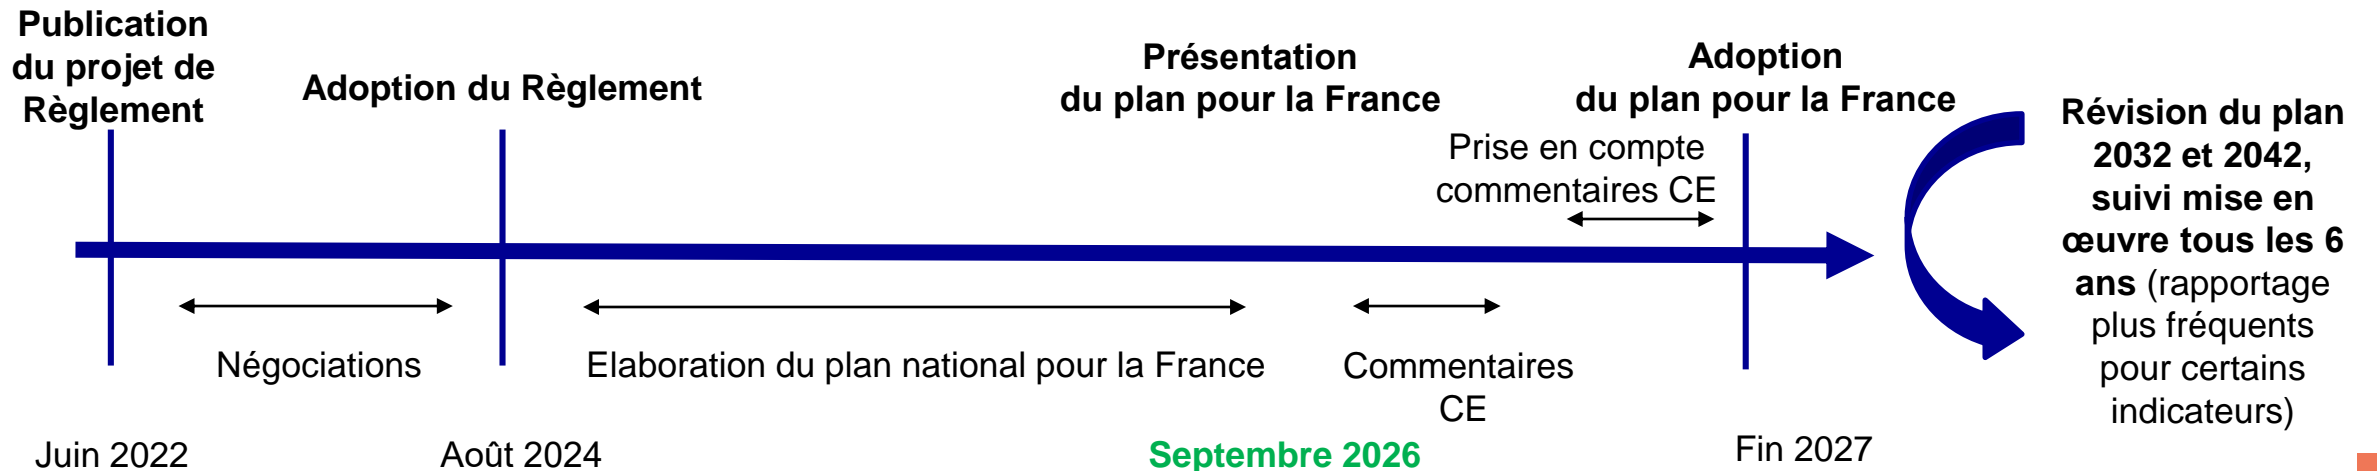 Publication
du projet de
Règlement
Adoption du Règlement
Présentation
du plan pour la France
Adoption
du plan pour la France
Prise en compte
commentaires CE
Révision du plan
2032 et 2042,
suivi mise en
œuvre tous les 6
ans (rapportage
plus fréquents
pour certains
indicateurs)
Négociations
Elaboration du plan national pour la France
Commentaires
CE
Juin 2022
Août 2024
Septembre 2026
Fin 2027